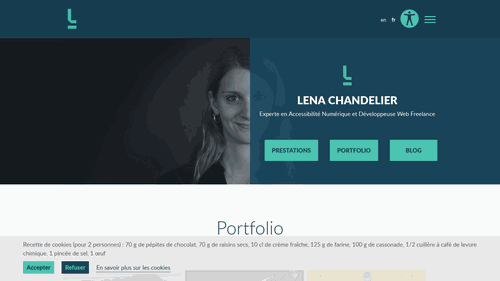 en fr
LENA CHANDELIER
Experte en Accessibilité Numérique et Développeuse Web Freelance
PRESTATIONS PORTFOLIO BLOG
Portfolio
Recette de cookies (pour 2 personnes) : 70 g de pépites de chocolat, 70 g de raisins secs, 10 cl de crème fraîche, 125 g de farine, 100 g de cassonade, 1/2 cuillère à café de levure
chimique, 1 pincée de sel, 1 œuf
Accepter Refuser En savoir plus sur les cookies